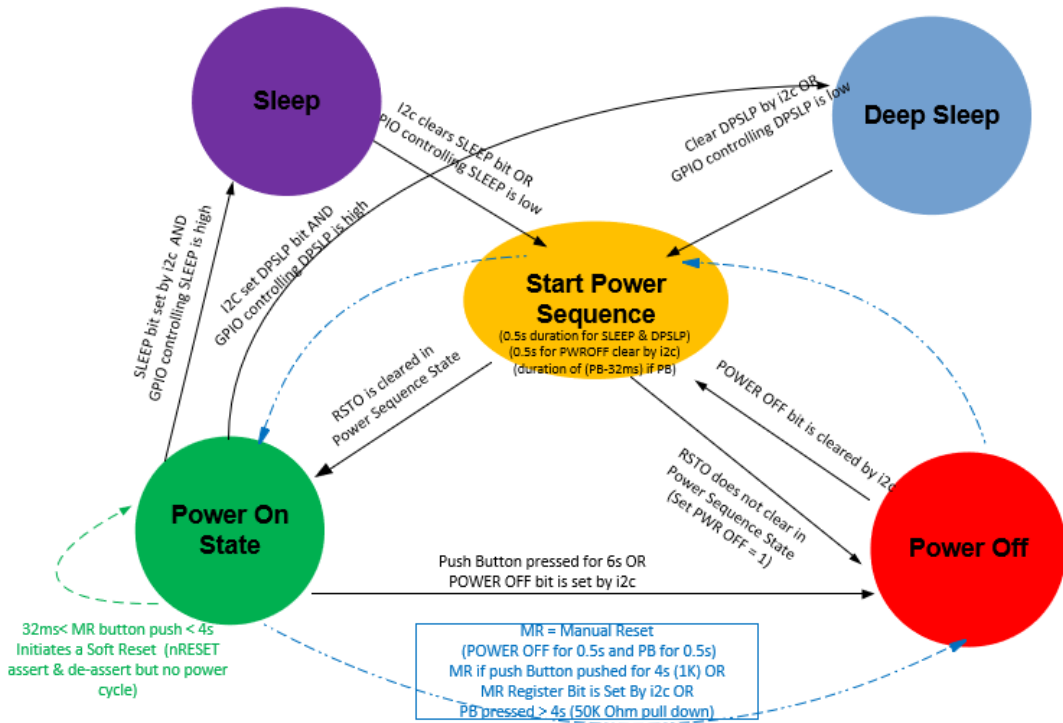 Sleep
Deep Sleep
I2c clears SLEEP bit OR
PIO controlling SLEEP is low
Clear DPSLP by i2c OR
GPIO controlling DPSLP is low
SLEEP bit set by i2c AND
GPIO controlling SLEEP is high
I2C set DPSLP bit AND
GPIO controlling DPSLP is high
Start Power
Sequence
(0.5s duration for SLEEP & DPSLP)
(0.5s for PWROFF clear by i2c)
(duration of (PB-32ms) if PB)
RSTO is cleared in
Power Sequence State
POWER OFF bit is cleared by i2c
RSTO does not clear in
Power Sequence State
(Set PWR OFF = 1)
Power On
State
Power Off
Push Button pressed for 6s OR
POWER OFF bit is set by i2c
32ms< MR button push < 4s
Initiates a Soft Reset (nRESET
assert & de-assert but no power
cycle)
MR = Manual Reset
(POWER OFF for 0.5s and PB for 0.5s)
MR if push Button pushed for 4s (1K) OR
MR Register Bit is Set By i2c OR
PB pressed > 4s (50K Ohm pull down)